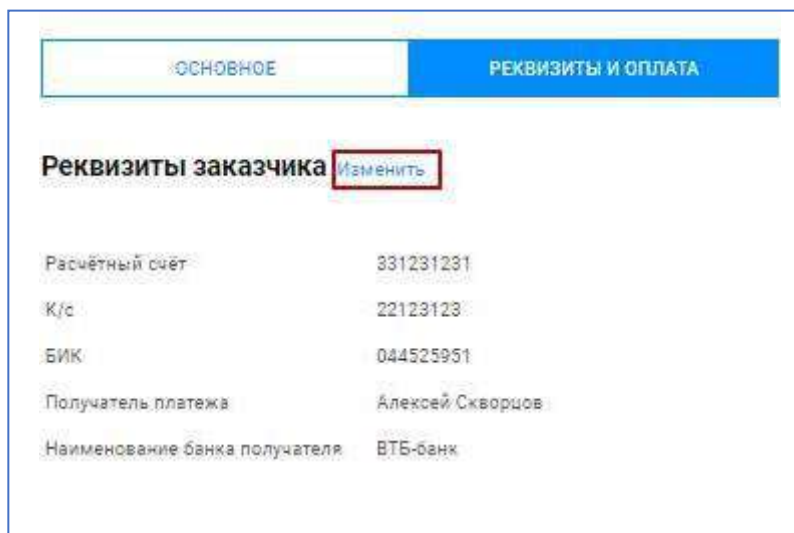 ОСНОВНОЕ РЕКВИЗИТЫ И ОПЛАТА
Реквизиты заказчика Изменить
Расчётный счёт 331231231
К/с 22123123
БИК 044525951
Получатель платежа Алексей Скворцов
Наименование банка получателя ВТБ-банк